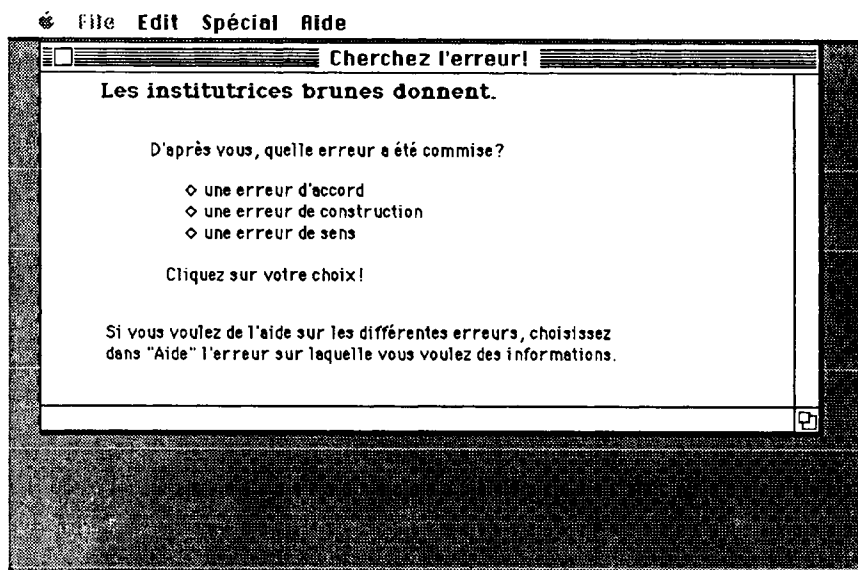 File Edit Spécial Aide
Cherchez l'erreur!
Les institutrices brunes donnent.
D'après vous, quelle erreur a été commise?
◇ une erreur d'accord
◇ une erreur de construction
◇ une erreur de sens
Cliquez sur votre choix!
Si vous voulez de l'aide sur les différentes erreurs, choisissez
dans "Aide" l'erreur sur laquelle vous voulez des informations.